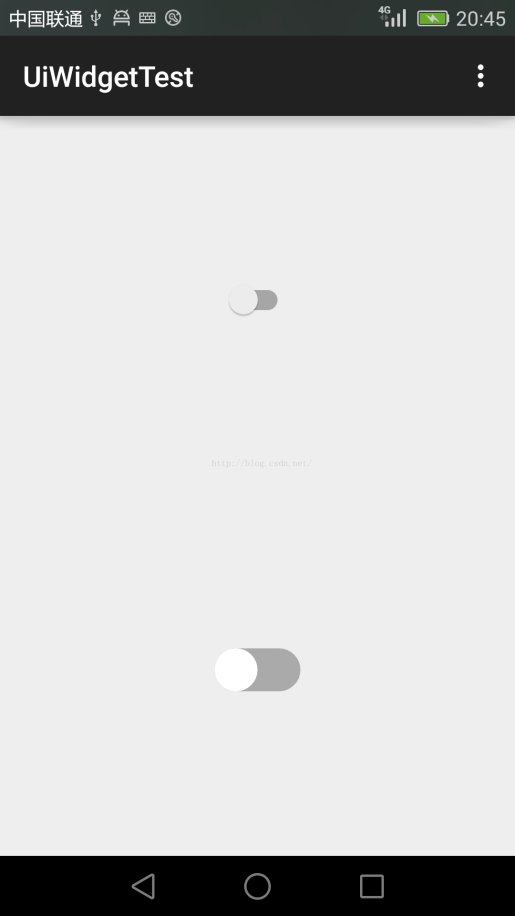 中国联通 4G 20:45
UiWidgetTest
http://blog.csdn.net/